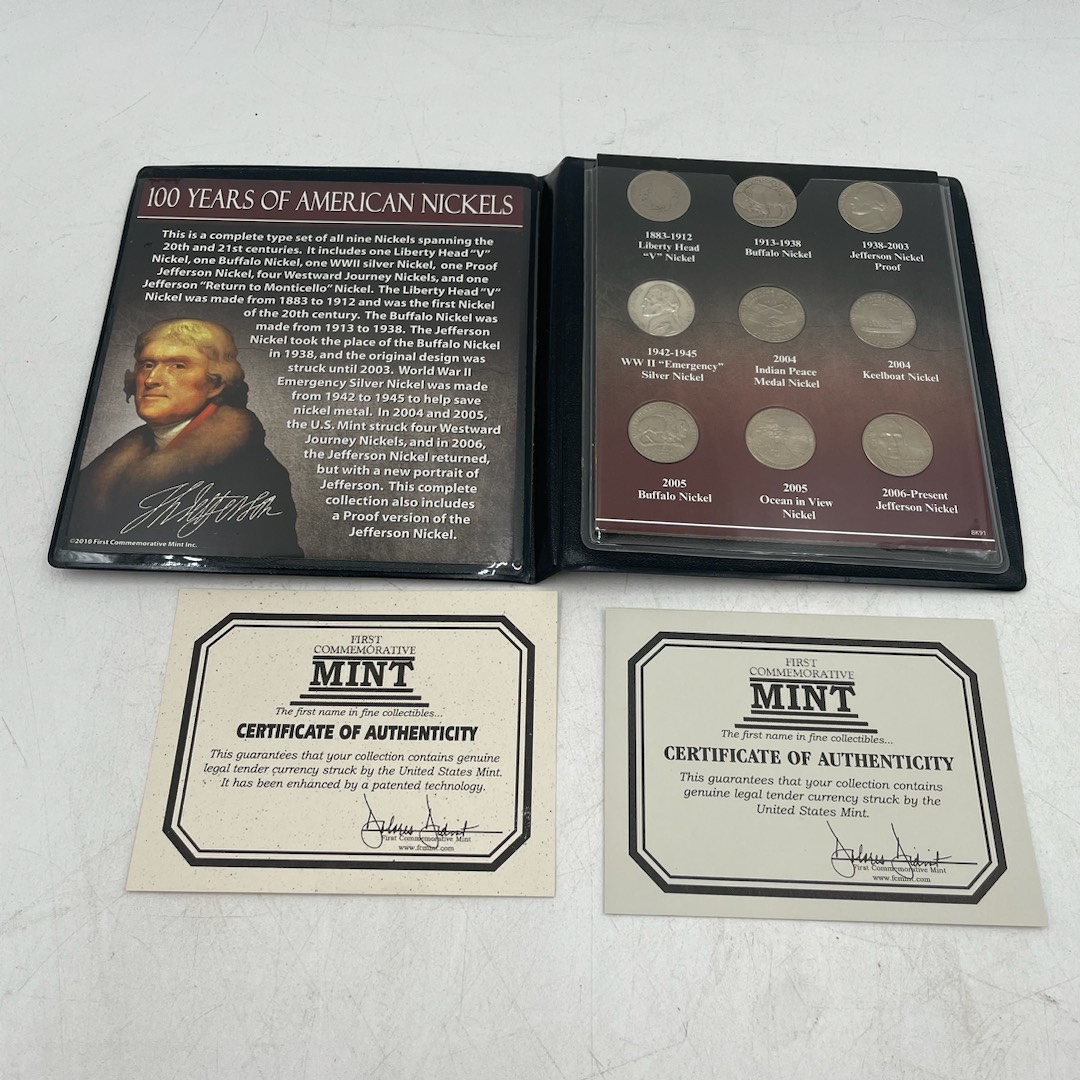 100 YEARS OF AMERICAN NICKELS
This is a complete type set of all nine Nickels spanning the
20th and 21st centuries. It includes one Liberty Head "V"
Nickel, one Buffalo Nickel, one WWII silver Nickel, one Proof
Jefferson Nickel, four Westward Journey Nickels, and one
Jefferson "Return to Monticello" Nickel. The Liberty Head "V"
Nickel was made from 1883 to 1912 and was the first Nickel
of the 20th century. The Buffalo Nickel was
made from 1913 to 1938. The Jefferson
Nickel took the place of the Buffalo Nickel
in 1938, and the original design was
struck until 2003. World War II
Emergency Silver Nickel was made
from 1942 to 1945 to help save
nickel metal. In 2004 and 2005,
the U.S. Mint struck four Westward
Journey Nickels, and in 2006,
the Jefferson Nickel returned,
but with a new portrait of
Jefferson. This complete
collection also includes
a Proof version of the
Jefferson Nickel.
Th Jefferson
©2010 First Commemorative Mint Inc.
1883-1912
Liberty Head
"V" Nickel
1913-1938
Buffalo Nickel
1938-2003
Jefferson Nickel
Proof
1942-1945
WW II "Emergency"
Silver Nickel
2004
Indian Peace
Medal Nickel
2004
Keelboat Nickel
2005
Buffalo Nickel
2005
Ocean in View
Nickel
2006-Present
Jefferson Nickel
BK91
FIRST
COMMEMORATIVE
MINT
The first name in fine collectibles...
CERTIFICATE OF AUTHENTICITY
This guarantees that your collection contains genuine
legal tender currency struck by the United States Mint.
It has been enhanced by a patented technology.
First Commemorative Mint
www.fcmint.com
FIRST
COMMEMORATIVE
MINT
The first name in fine collectibles...
CERTIFICATE OF AUTHENTICITY
This guarantees that your collection contains
genuine legal tender currency struck by the
United States Mint.
First Commemorative Mint
www.fcmint.com